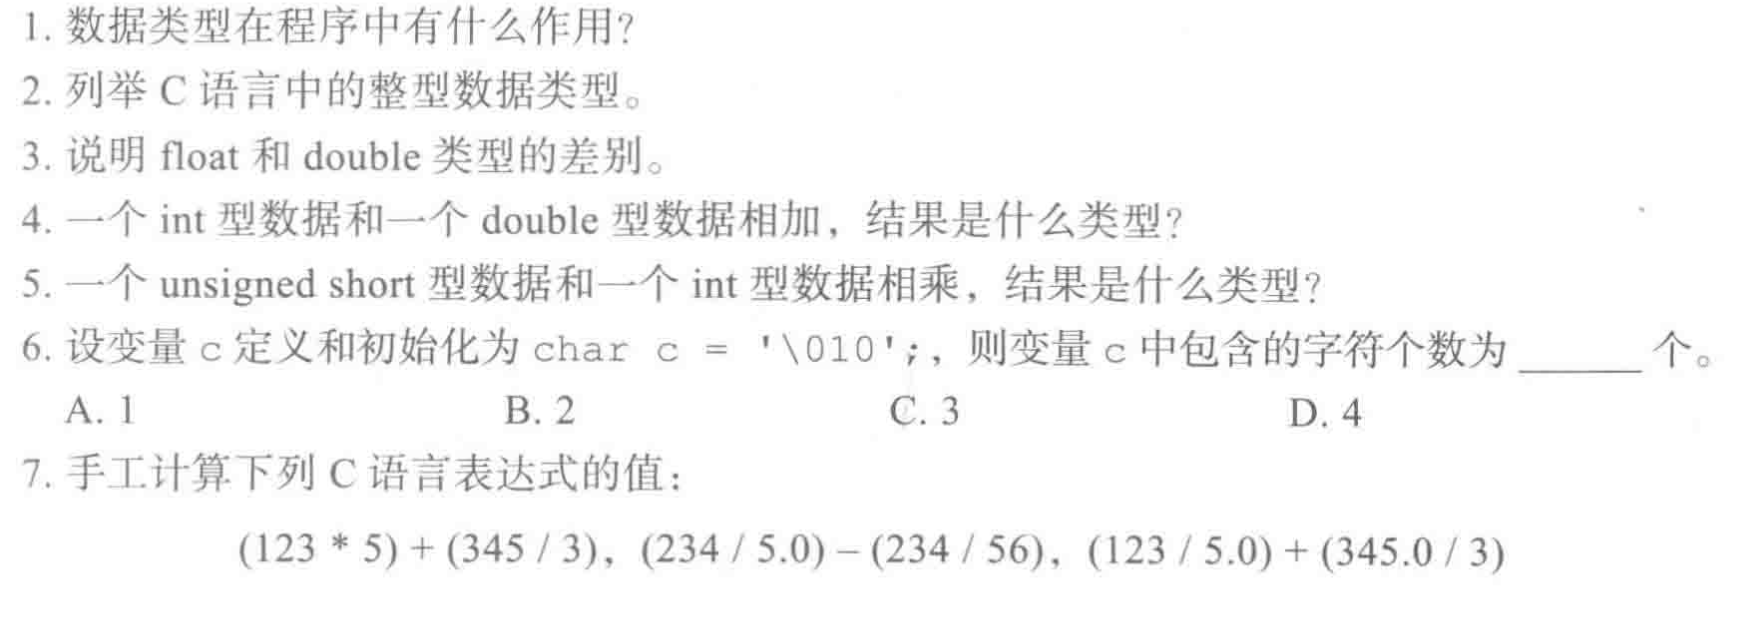 1. 数据类型在程序中有什么作用?
2. 列举 C 语言中的整型数据类型。
3. 说明 float 和 double 类型的差别。
4. 一个 int 型数据和一个 double 型数据相加，结果是什么类型?
5. 一个 unsigned short 型数据和一个 int 型数据相乘，结果是什么类型?
6. 设变量 c 定义和初始化为 char c = '\010';，则变量 c 中包含的字符个数为 ______ 个。
A. 1 B. 2 C. 3 D. 4
7. 手工计算下列 C 语言表达式的值：
(123 * 5) + (345 / 3)，(234 / 5.0) – (234 / 56)，(123 / 5.0) + (345.0 / 3)